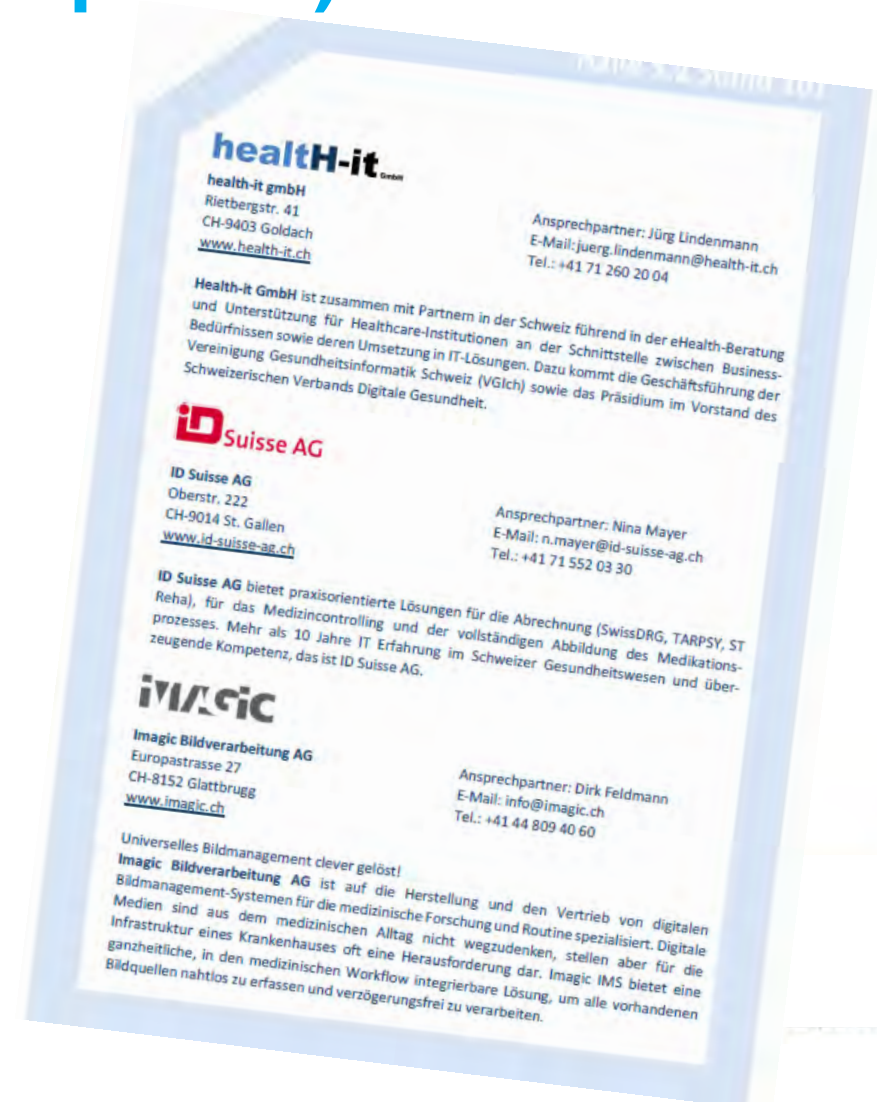 healtH-it GmbH
health-it gmbH
Rietbergstr. 41
CH-9403 Goldach
www.health-it.ch
Ansprechpartner: Jürg Lindenmann
E-Mail: juerg.lindenmann@health-it.ch
Tel.: +41 71 260 20 04
Health-it GmbH ist zusammen mit Partnern in der Schweiz führend in der eHealth-Beratung
und Unterstützung für Healthcare-Institutionen an der Schnittstelle zwischen Business-
Bedürfnissen sowie deren Umsetzung in IT-Lösungen. Dazu kommt die Geschäftsführung der
Vereinigung Gesundheitsinformatik Schweiz (VGIch) sowie das Präsidium im Vorstand des
Schweizerischen Verbands Digitale Gesundheit.
iD Suisse AG
ID Suisse AG
Oberstr. 222
CH-9014 St. Gallen
www.id-suisse-ag.ch
Ansprechpartner: Nina Mayer
E-Mail: n.mayer@id-suisse-ag.ch
Tel.: +41 71 552 03 30
ID Suisse AG bietet praxisorientierte Lösungen für die Abrechnung (SwissDRG, TARPSY, ST
Reha), für das Medizincontrolling und der vollständigen Abbildung des Medikations-
prozesses. Mehr als 10 Jahre IT Erfahrung im Schweizer Gesundheitswesen und über-
zeugende Kompetenz, das ist ID Suisse AG.
iMAGIC
Imagic Bildverarbeitung AG
Europastrasse 27
CH-8152 Glattbrugg
www.imagic.ch
Ansprechpartner: Dirk Feldmann
E-Mail: info@imagic.ch
Tel.: +41 44 809 40 60
Universelles Bildmanagement clever gelöst!
Imagic Bildverarbeitung AG ist auf die Herstellung und den Vertrieb von digitalen
Bildmanagement-Systemen für die medizinische Forschung und Routine spezialisiert. Digitale
Medien sind aus dem medizinischen Alltag nicht wegzudenken, stellen aber für die
Infrastruktur eines Krankenhauses oft eine Herausforderung dar. Imagic IMS bietet eine
ganzheitliche, in den medizinischen Workflow integrierbare Lösung, um alle vorhandenen
Bildquellen nahtlos zu erfassen und verzögerungsfrei zu verarbeiten.